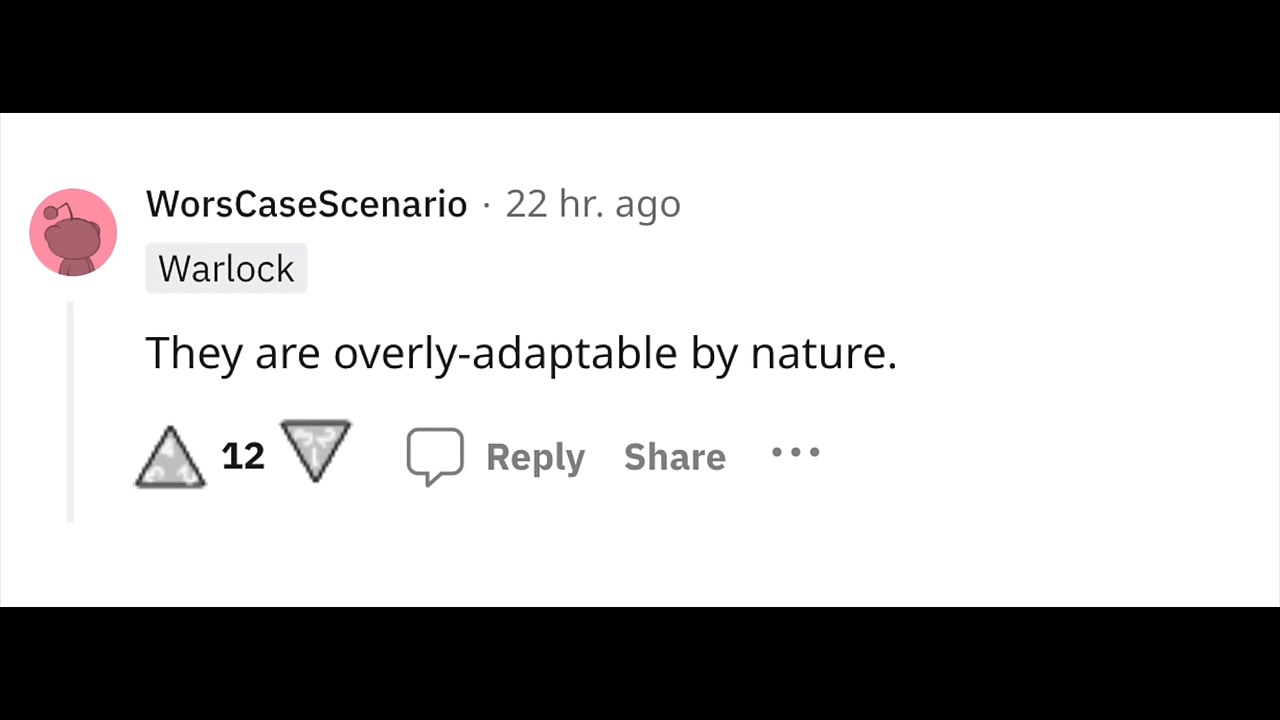 WorsCaseScenario · 22 hr. ago
Warlock
They are overly-adaptable by nature.
12 Reply Share ···